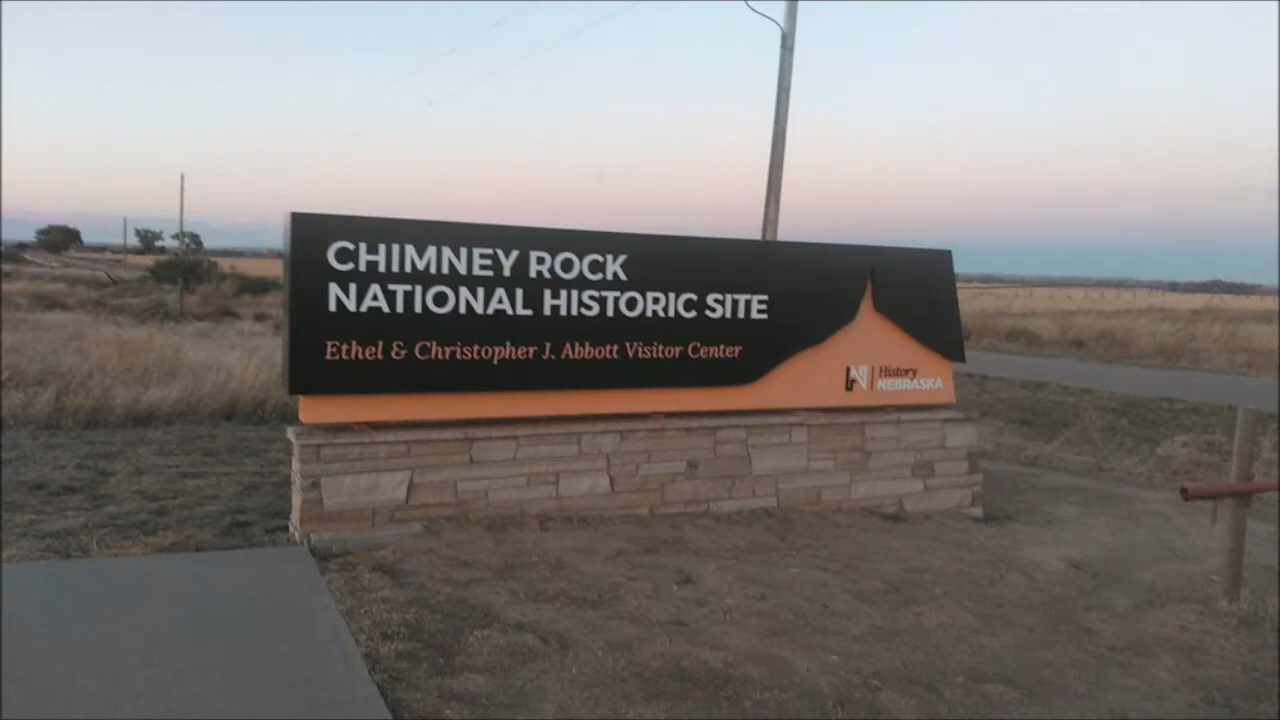 CHIMNEY ROCK
NATIONAL HISTORIC SITE
Ethel & Christopher J. Abbott Visitor Center
History
NEBRASKA